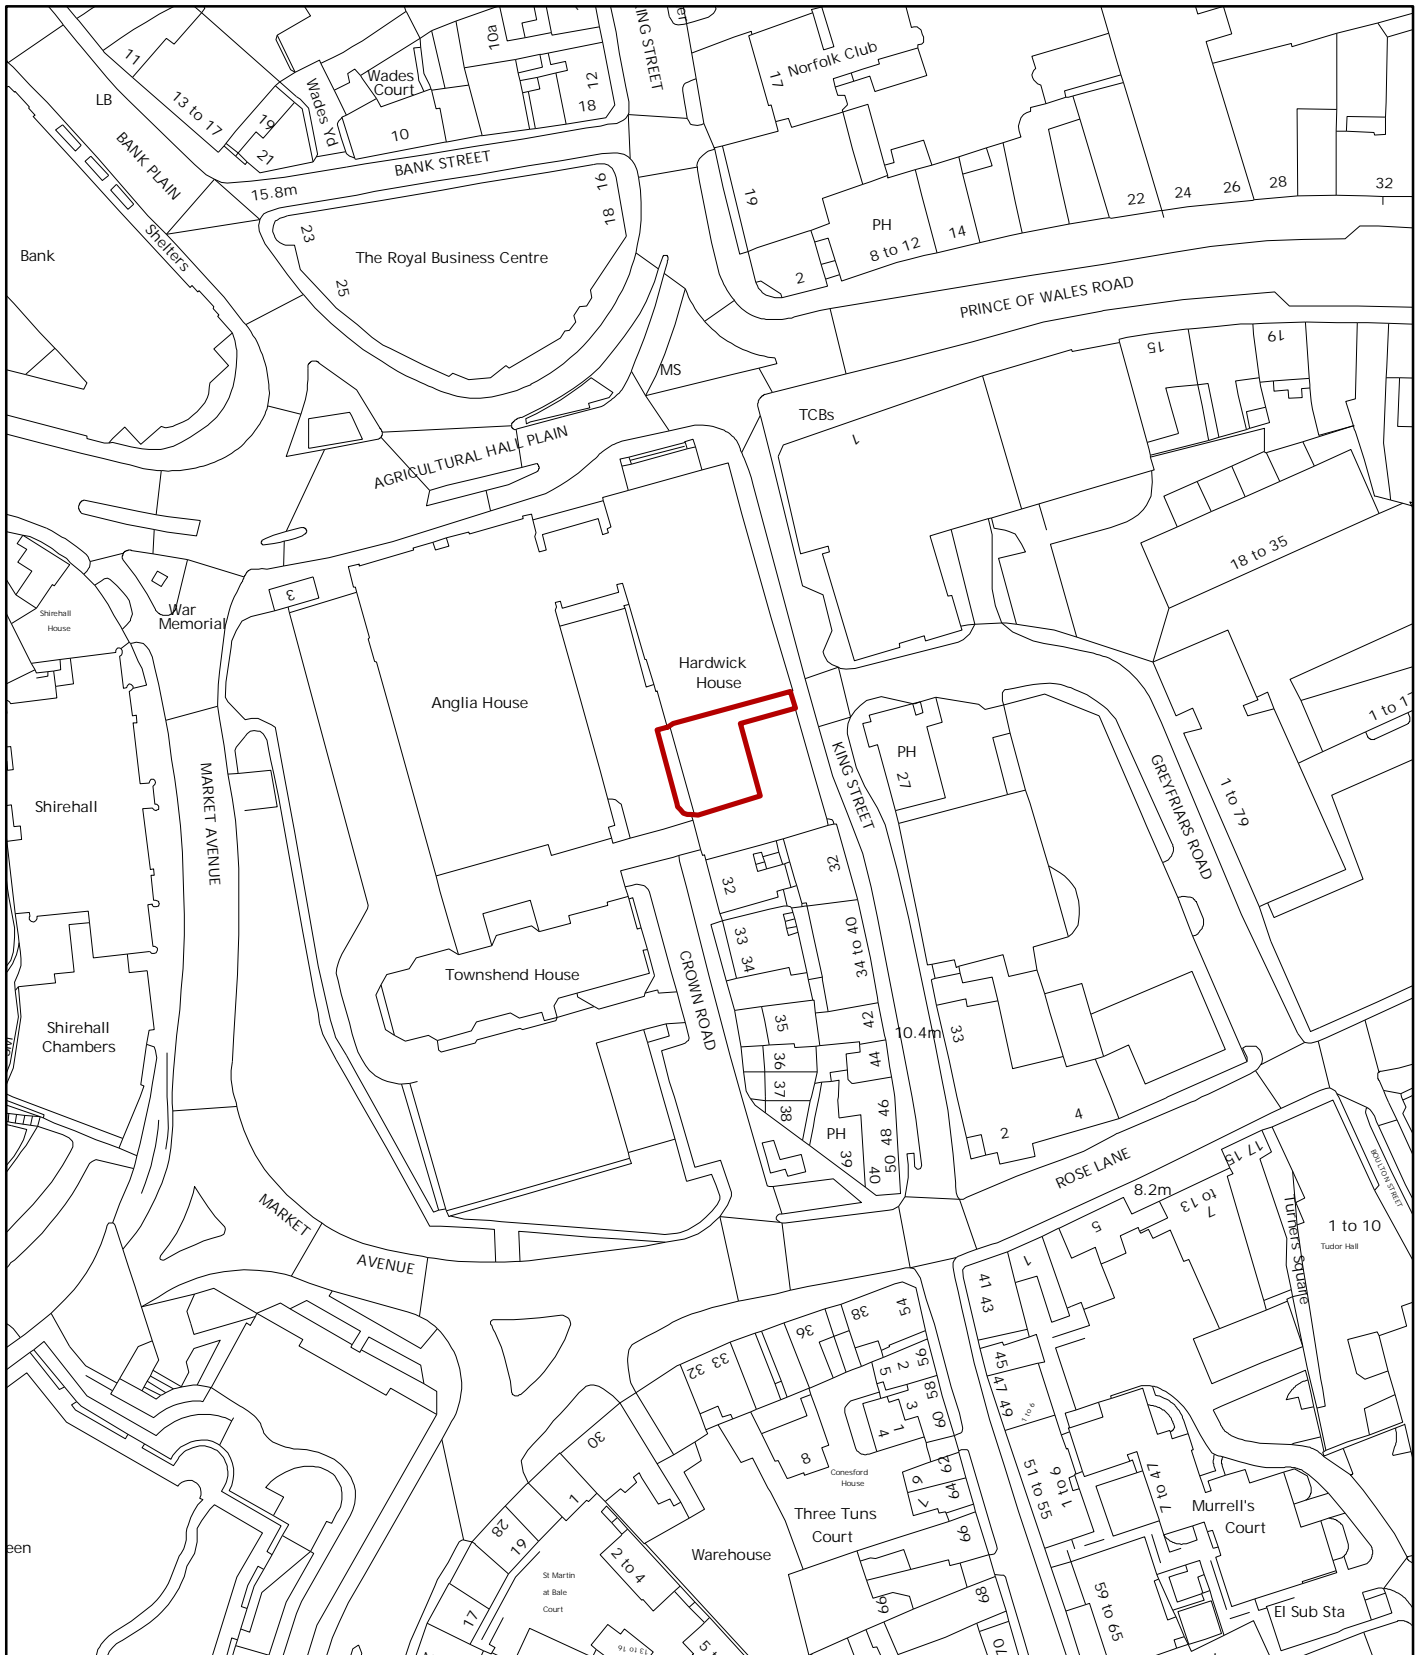 11
LB
13 to 17
19
21
BANK PLAIN
Shelters
Bank
Wades Yd
Wades
Court
10a
12
18
10
BANK STREET
15.8m
KING STREET
17
Norfolk Club
19
2
PH
8 to 12
14
22
24
26
28
32
PRINCE OF WALES ROAD
16
18
23
25
The Royal Business Centre
MS
TCBs
1
15
19
AGRICULTURAL HALL PLAIN
18 to 35
Shirehall
House
War
Memorial
3
Anglia House
Hardwick
House
MARKET AVENUE
Shirehall
KING STREET
PH
27
GREYFRIARS ROAD
1 to 79
32
32
33
34
34 to 40
Townshend House
CROWN ROAD
Shirehall
Chambers
35
36
37
38
42
44
46
48
50
40
PH
39
10.4m
33
2
4
ROSE LANE
8.2m
17 15
7
to 13
5
1
BOULTON STREET
Turners Square
1 to 10
Tudor Hall
MARKET
AVENUE
41
43
45
47
49
1 to 6
51 to 55
1 to 6
7 to 47
54
38
36
33
32
56
58
60
62
64
66
2
5
3
1
4
8
Conesford
House
Three Tuns
Court
Warehouse
30
1
28
19
17
2 to 4
St Martin
at Bale
Court
13 to 16
66
68
70
59 to 65
Murrell's
Court
El Sub Sta